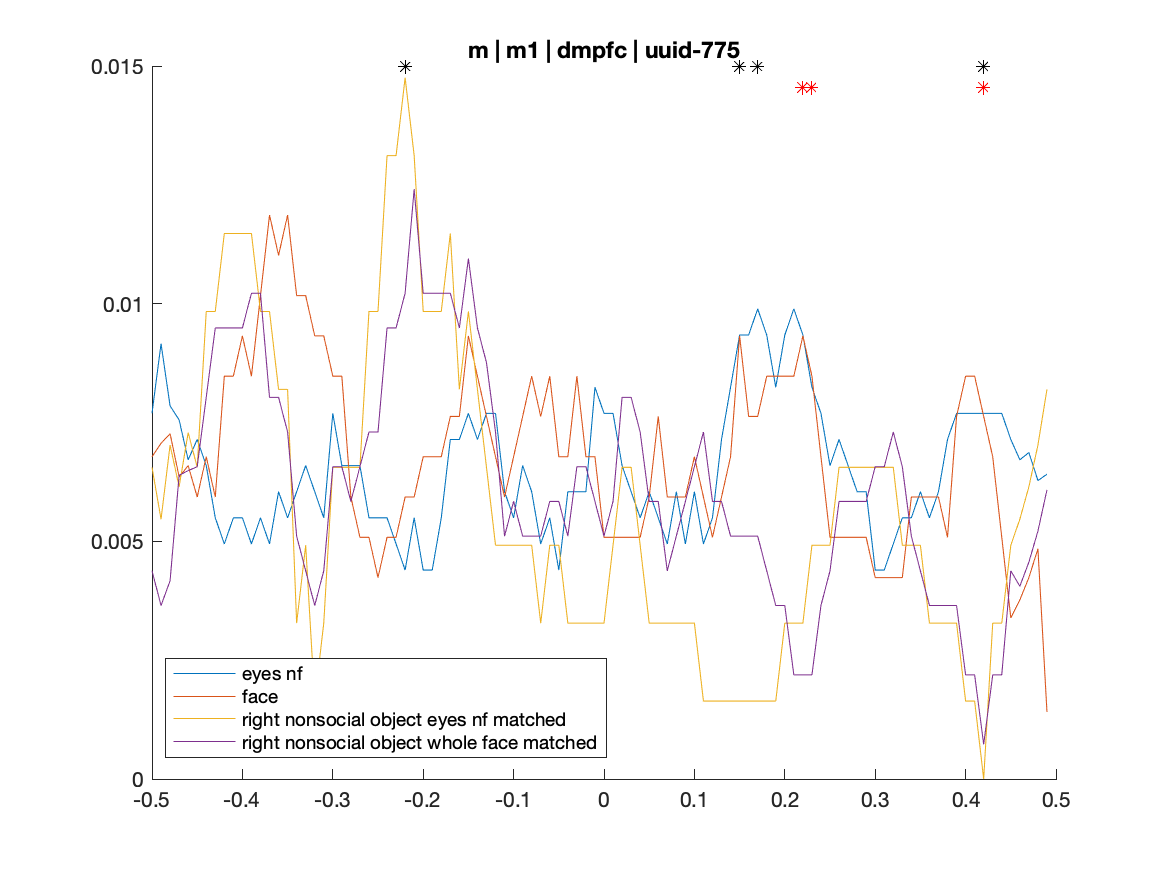 m | m1 | dmpfc | uuid-775
0.015
0.01
0.005
0
eyes nf
face
right nonsocial object eyes nf matched
right nonsocial object whole face matched
-0.5 -0.4 -0.3 -0.2 -0.1 0 0.1 0.2 0.3 0.4 0.5